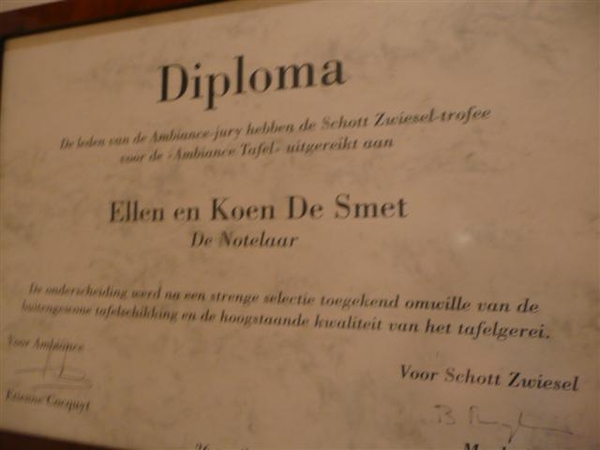 Diploma
De leden van de Ambiance-jury hebben de Schott Zwiesel-trofee
voor de «Ambiance Tafel» uitgereikt aan
Ellen en Koen De Smet
De Notelaar
De onderscheiding werd na een strenge selectie toegekend omwille van de
buitengewone tafelschikking en de hoogstaande kwaliteit van het tafelgerei.
Voor Ambiance
Etienne Cocquyt
Voor Schott Zwiesel